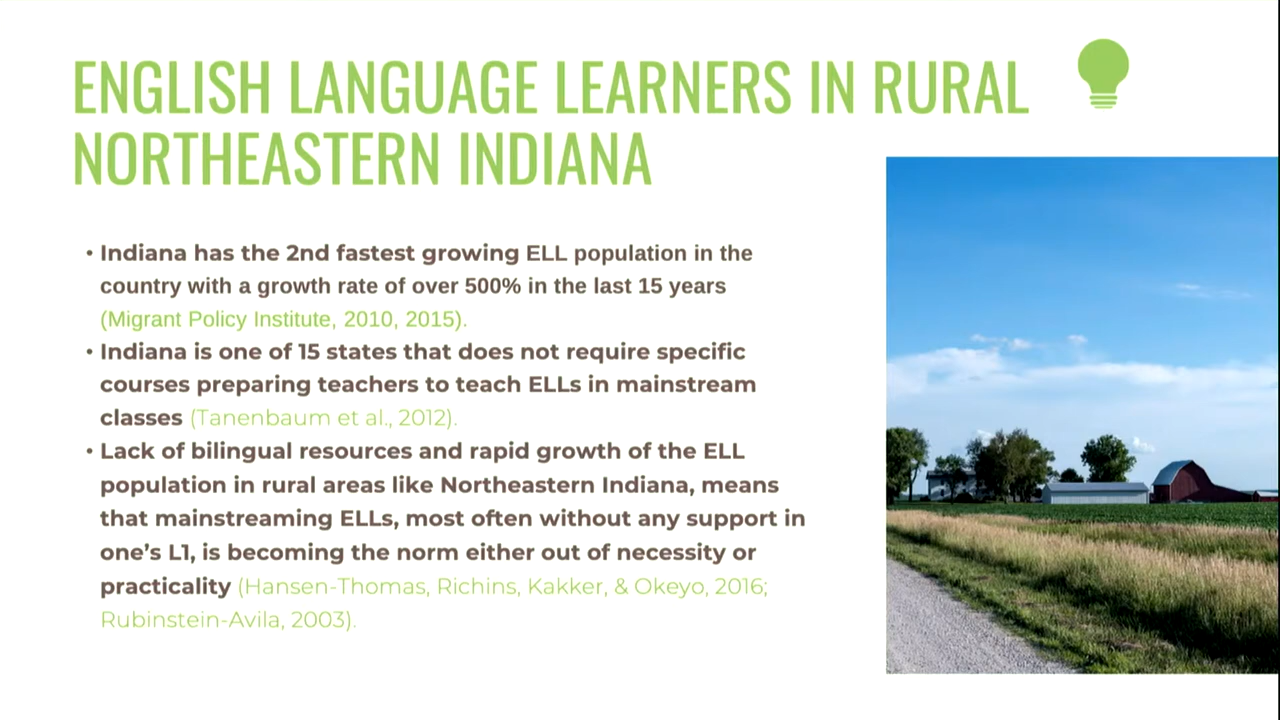 ENGLISH LANGUAGE LEARNERS IN RURAL
NORTHEASTERN INDIANA
• Indiana has the 2nd fastest growing ELL population in the
country with a growth rate of over 500% in the last 15 years
(Migrant Policy Institute, 2010, 2015).
• Indiana is one of 15 states that does not require specific
courses preparing teachers to teach ELLs in mainstream
classes (Tanenbaum et al., 2012).
• Lack of bilingual resources and rapid growth of the ELL
population in rural areas like Northeastern Indiana, means
that mainstreaming ELLs, most often without any support in
one’s L1, is becoming the norm either out of necessity or
practicality (Hansen-Thomas, Richins, Kakker, & Okeyo, 2016;
Rubinstein-Avila, 2003).